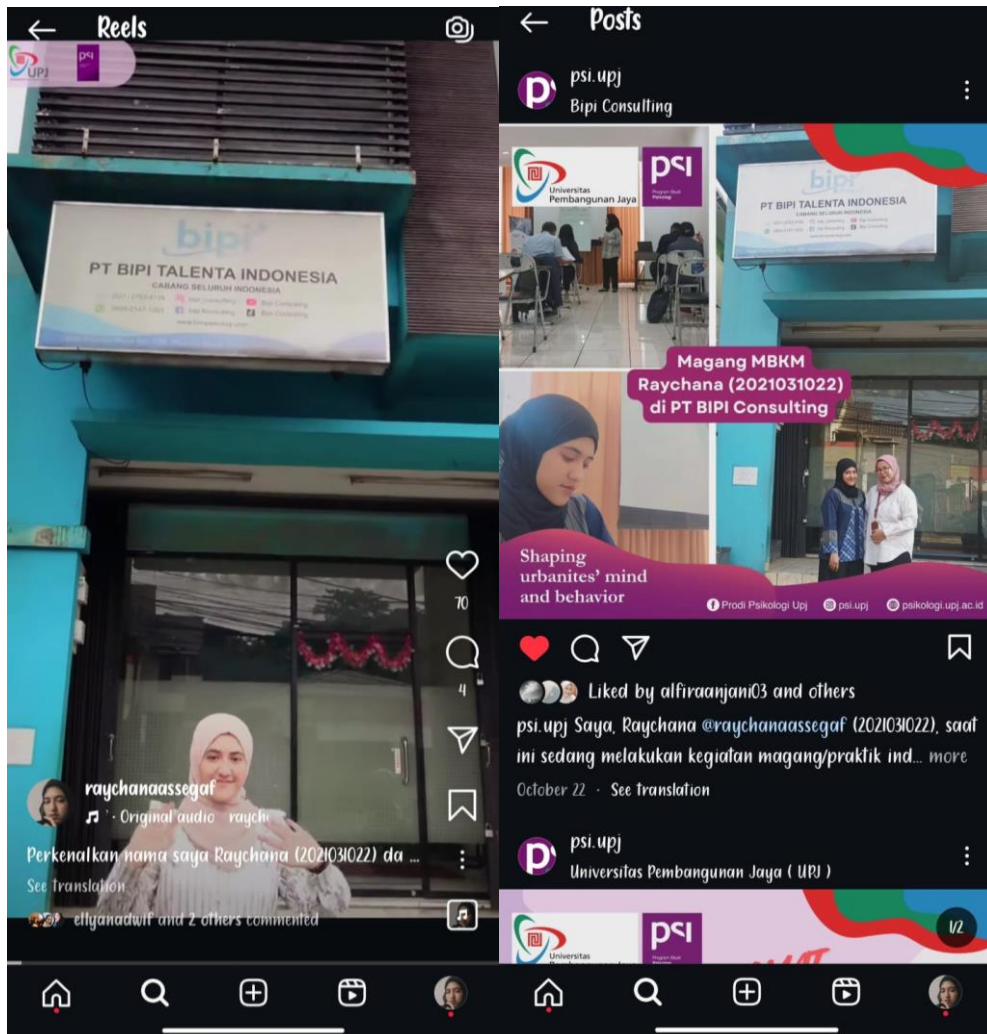 Reels
UPJ
psi
bipi
PT BIPI TALENTA INDONESIA
CABANG SELURUH INDONESIA
raychanaassegaf
Original audio
Perkenalkan nama saya Raychana (2021031022) da ...
See translation
ellyanadwif and 2 others commented
70
4
Posts
psi.upj
Bipi Consulting
Universitas
Pembangunan Jaya
psi
Program Studi
Psikologi
bipi
PT BIPI TALENTA INDONESIA
CABANG SELURUH INDONESIA
Magang MBKM
Raychana (2021031022)
di PT BIPI Consulting
Shaping
urbanites' mind
and behavior
Prodi Psikologi Upj psi.upj psikologi.upj.ac.id
Liked by alfiraanjani03 and others
psi.upj Saya, Raychana @raychanaassegaf (2021031022), saat
ini sedang melakukan kegiatan magang/praktik ind... more
October 22 · See translation
psi.upj
Universitas Pembangunan Jaya ( UPJ )
Universitas
psi
1/2